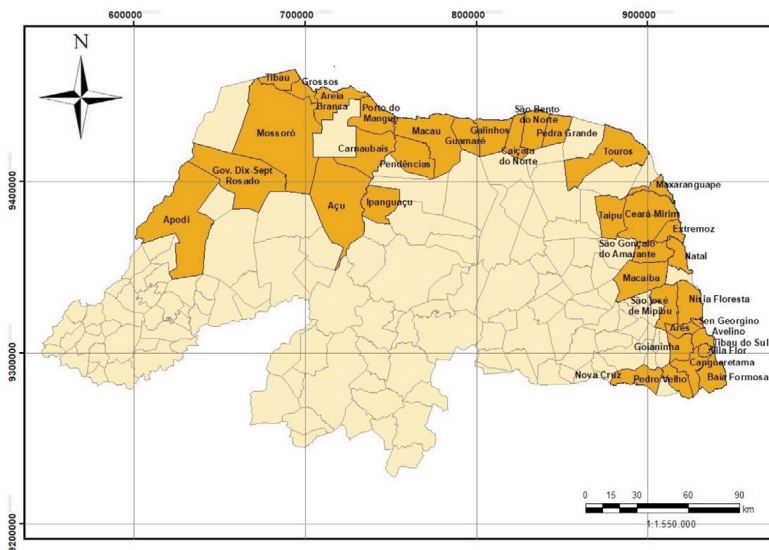 600000
700000
800000
900000
N
Tibau
Grossos
Areia
Branca
Porto do
Mangue
São Bento
do Norte
Mossoró
Macau
Galinhos
Pedra Grande
Guamaré
Carnaubais
Caiçata
do Norte
Touros
Pendências
Gov. Dix-Sept
Rosado
9400000
Maxaranguape
Açu
Ipanguaçu
Apodi
Taipu
Ceará-Mirim
Extremoz
São Gonçalo
do Amarante
Natal
Macaiba
São José
de Mipibu
Nisia Floresta
Sen Georgino
Avelino
Arês
Tibau do Sul
Goianinha
Vila Flor
9300000
Canguaretama
Nova Cruz
Pedro Velho
Baia Formosa
0 15 30 60 90
km
1:1.550.000
9200000